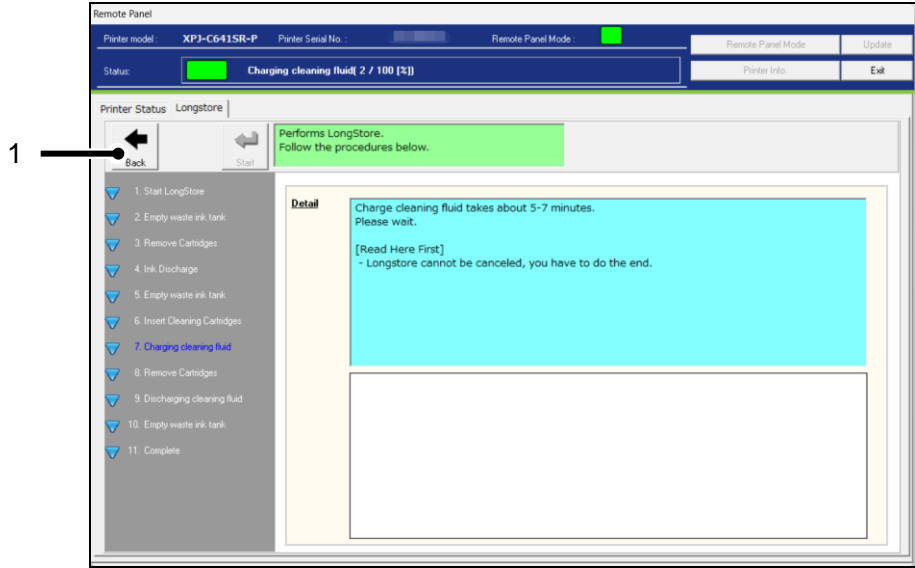 Remote Panel
Printer model : XPJ-C641SR-P Printer Serial No. : Remote Panel Mode :
Remote Panel Mode Update
Status: Charging cleaning fluid( 2 / 100 [%])
Printer Info. Exit
Printer Status Longstore
1
Back Start
Performs LongStore.
Follow the procedures below.
1. Start LongStore
2. Empty waste ink tank
3. Remove Cartridges
4. Ink Discharge
5. Empty waste ink tank
6. Insert Cleaning Cartridges
7. Charging cleaning fluid
8. Remove Cartridges
9. Discharging cleaning fluid
10. Empty waste ink tank
11. Complete
Detail
Charge cleaning fluid takes about 5-7 minutes.
Please wait.
[Read Here First]
- Longstore cannot be canceled, you have to do the end.